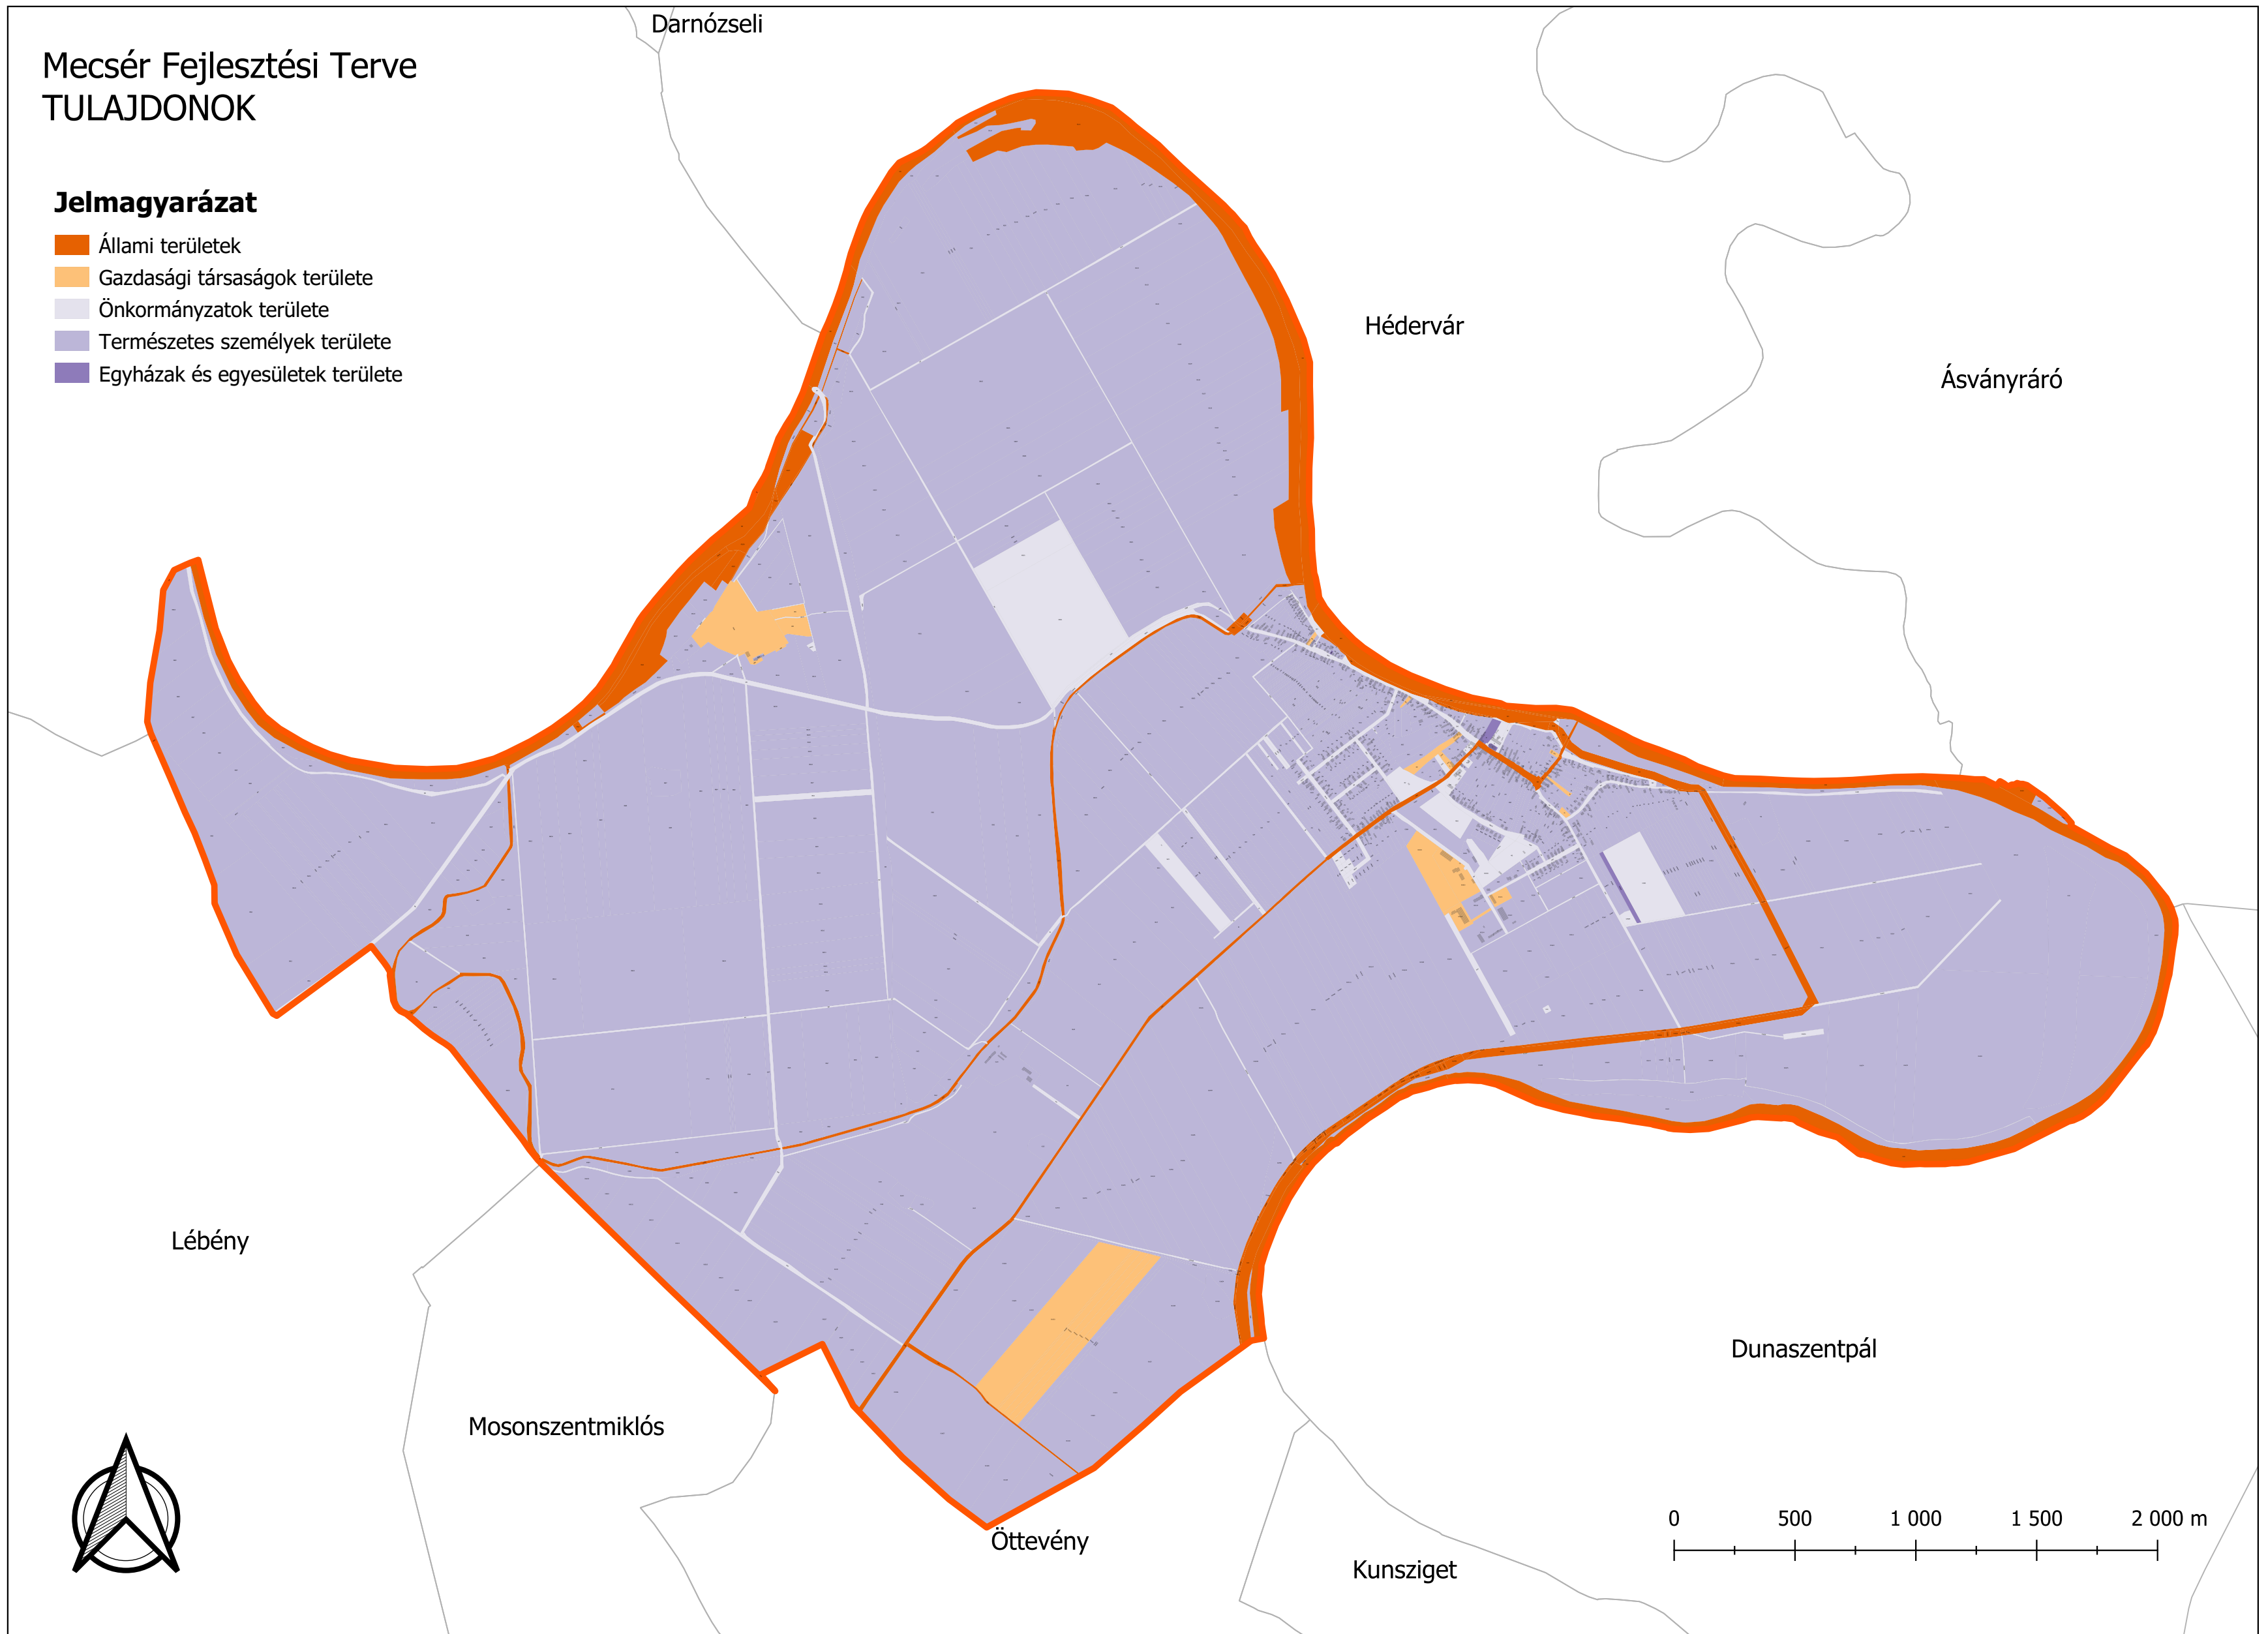 Mecsér Fejlesztési Terve
TULAJDONOK
Jelmagyarázat
Állami területek
Gazdasági társaságok területe
Önkormányzatok területe
Természetes személyek területe
Egyházak és egyesületek területe
Darnózseli
Hédervár
Ásványráró
Lébény
Mosonszentmiklós
Öttevény
Kunsziget
Dunaszentpál
0 500 1 000 1 500 2 000 m